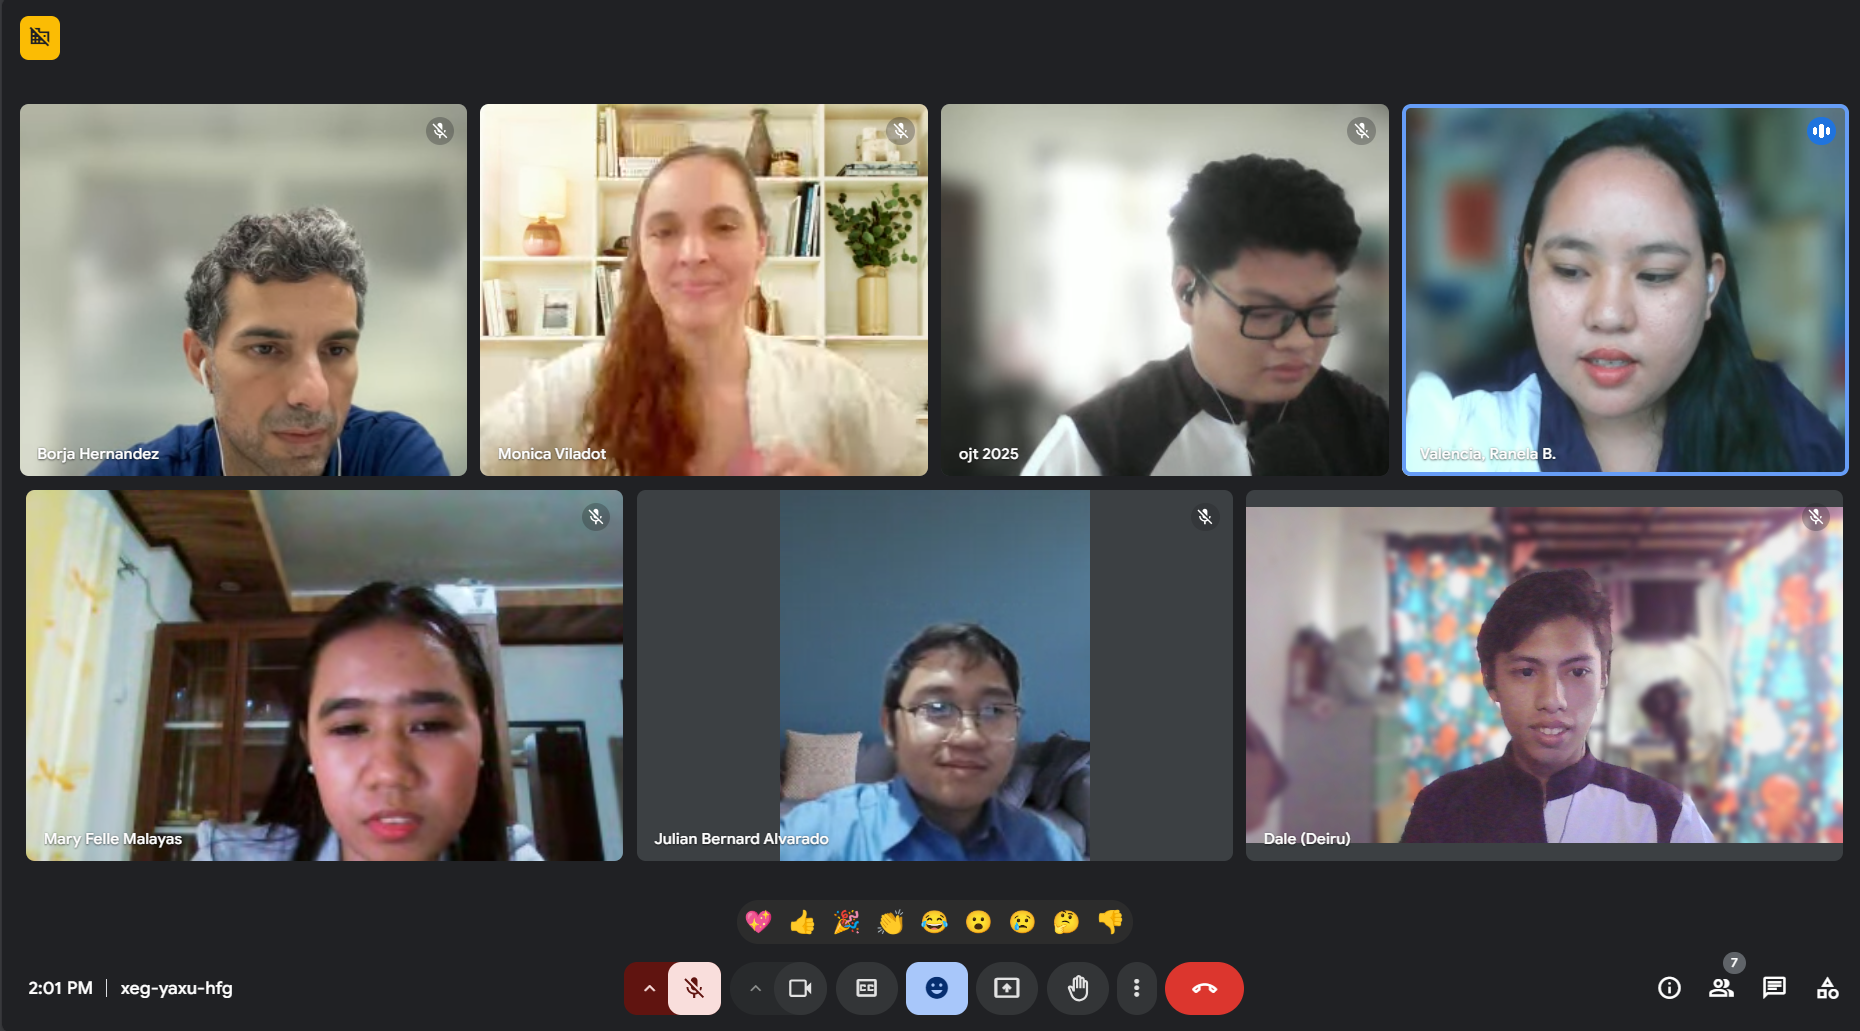 Borja Hernandez
Monica Viladot
ojt 2025
Valencia, Ranela B.
Mary Felle Malayas
Julian Bernard Alvarado
Dale (Deiru)
2:01 PM | xeg-yaxu-hfg
CC
7